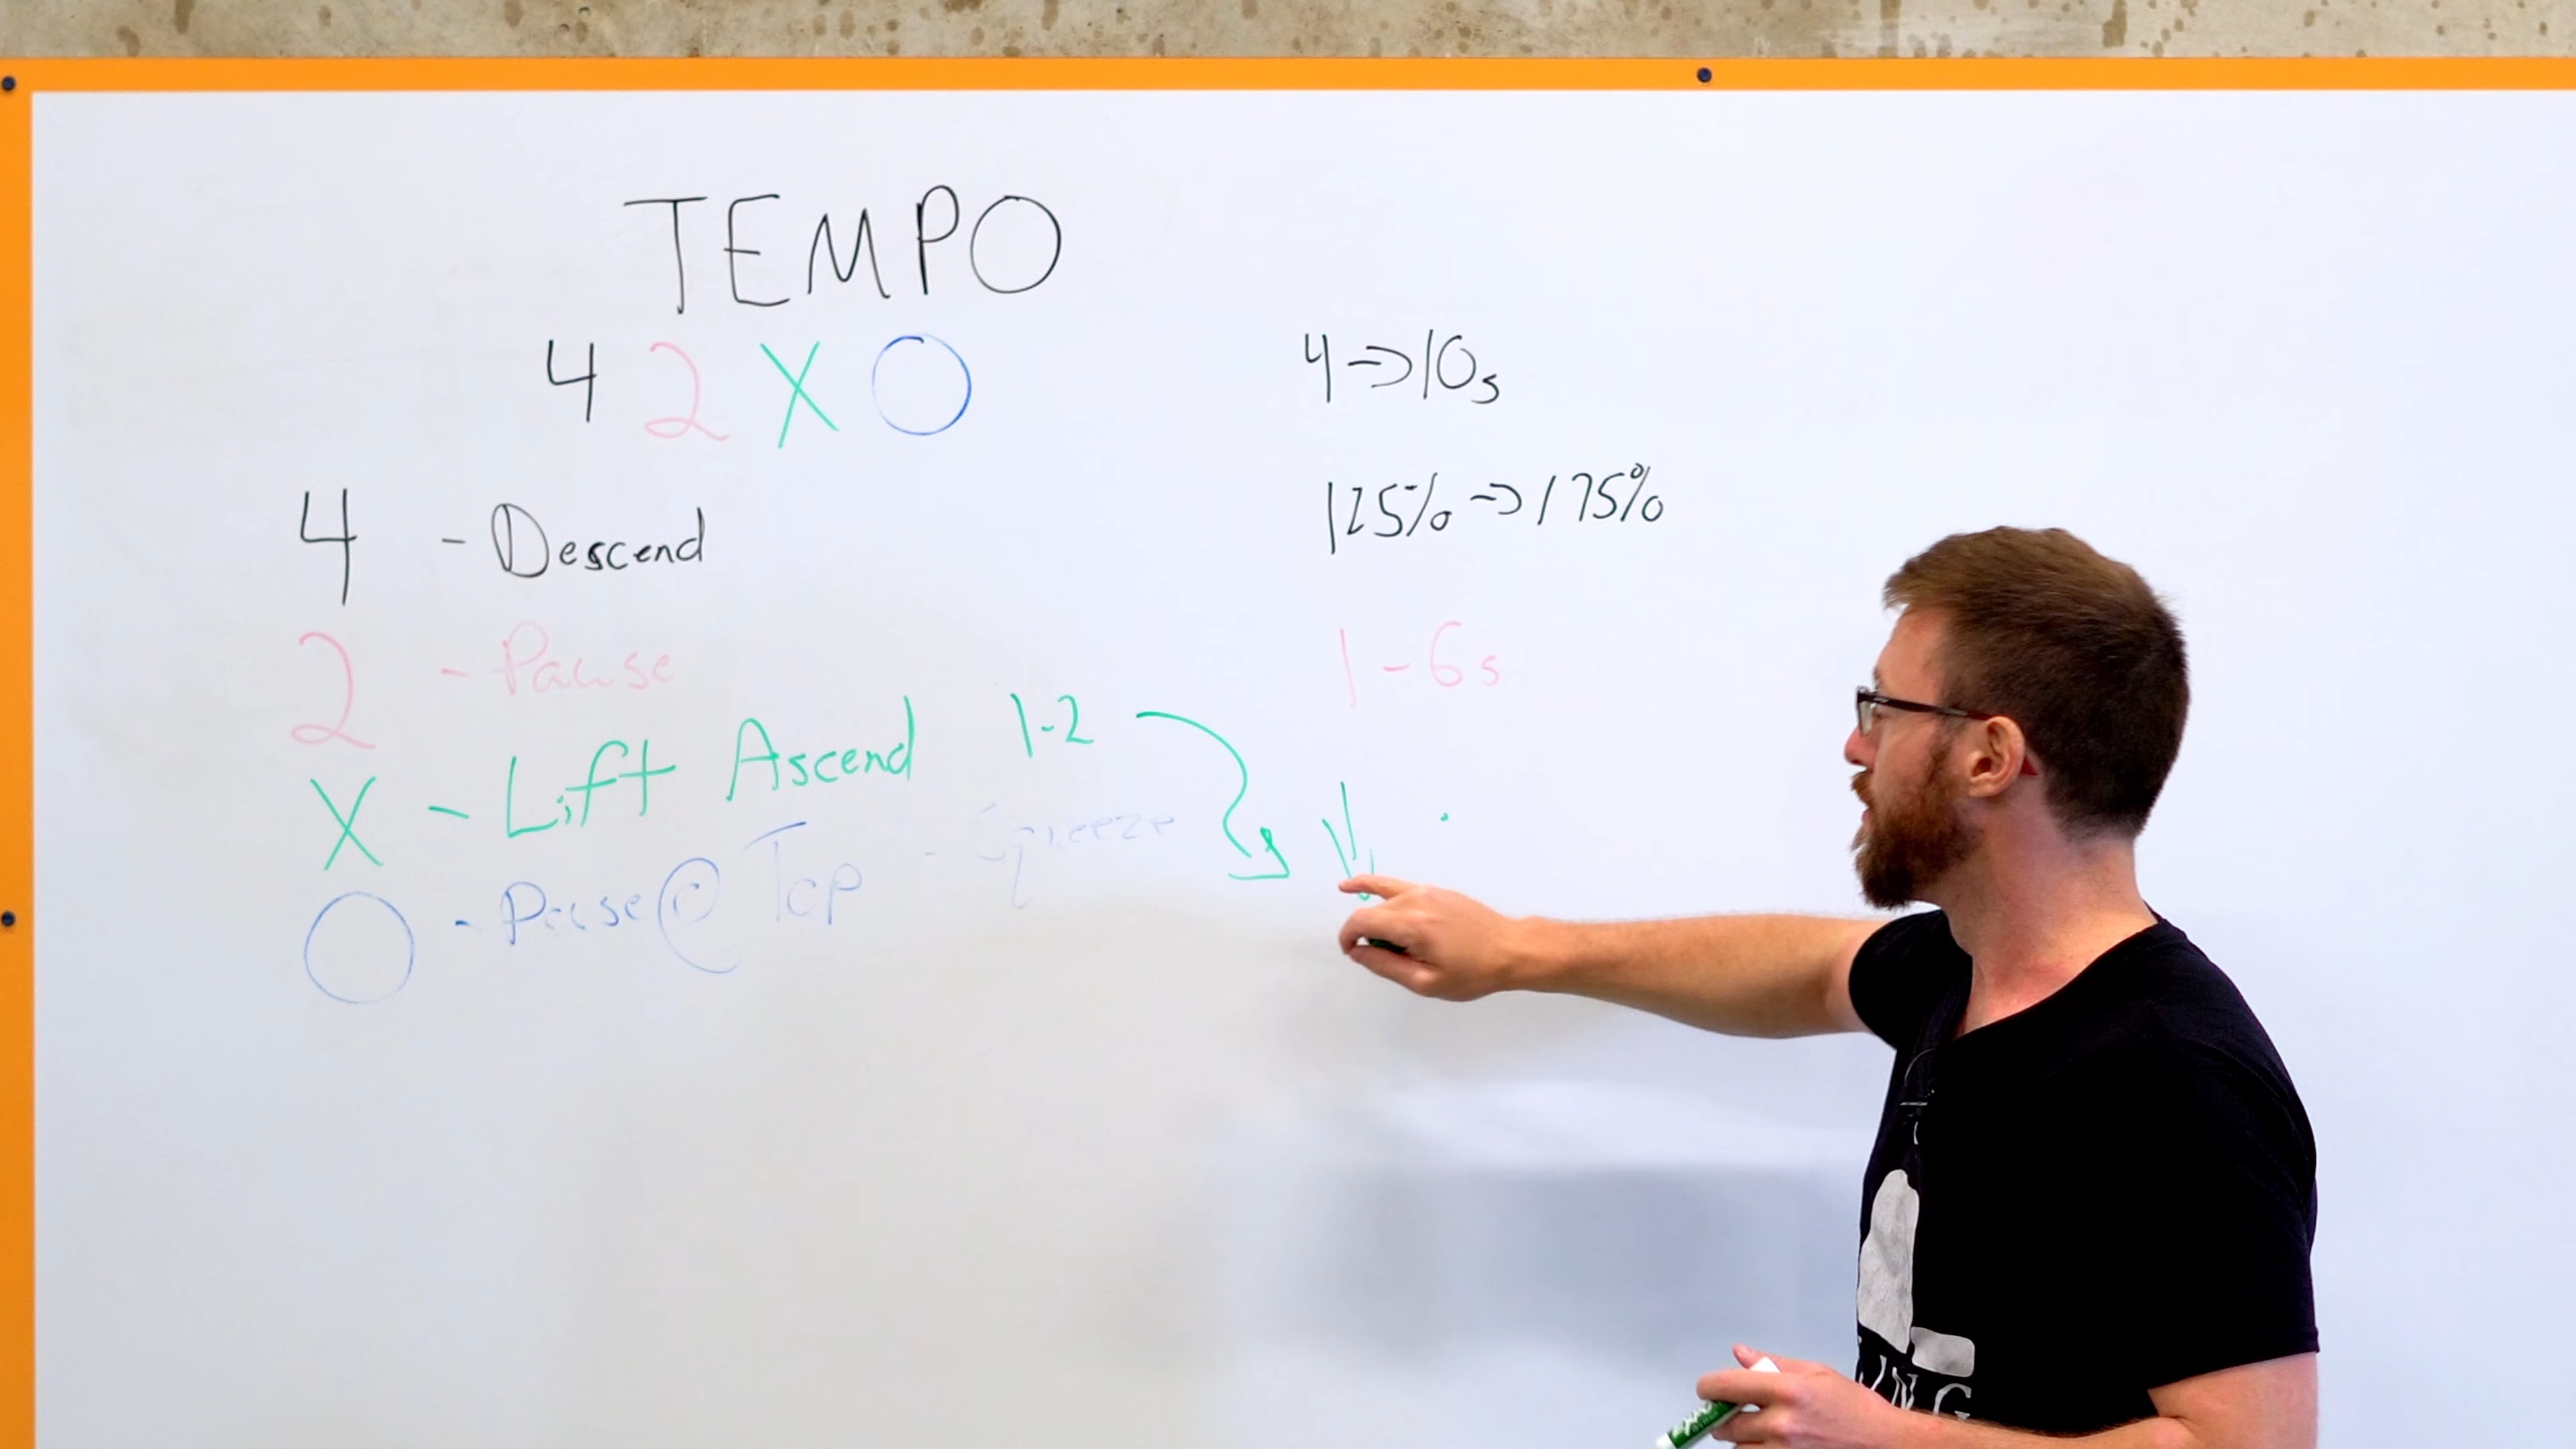 TEMPO
4 2 X O
4 - Descend
2 - Pause
X - Lift Ascend 1-2
O - Pause @ Top - Squeeze
4 → 10s
125% → 175%
1-6s